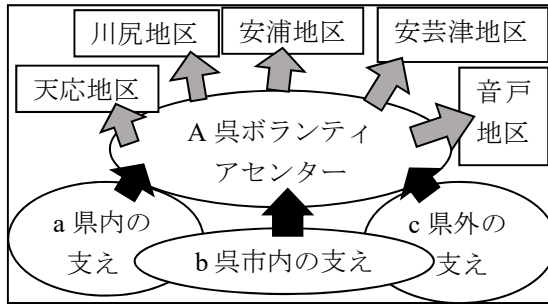 川尻地区
安浦地区
安芸津地区
天応地区
音戸
地区
A 呉ボランティ
アセンター
a 県内の
支え
b 呉市内の支え
c 県外の
支え